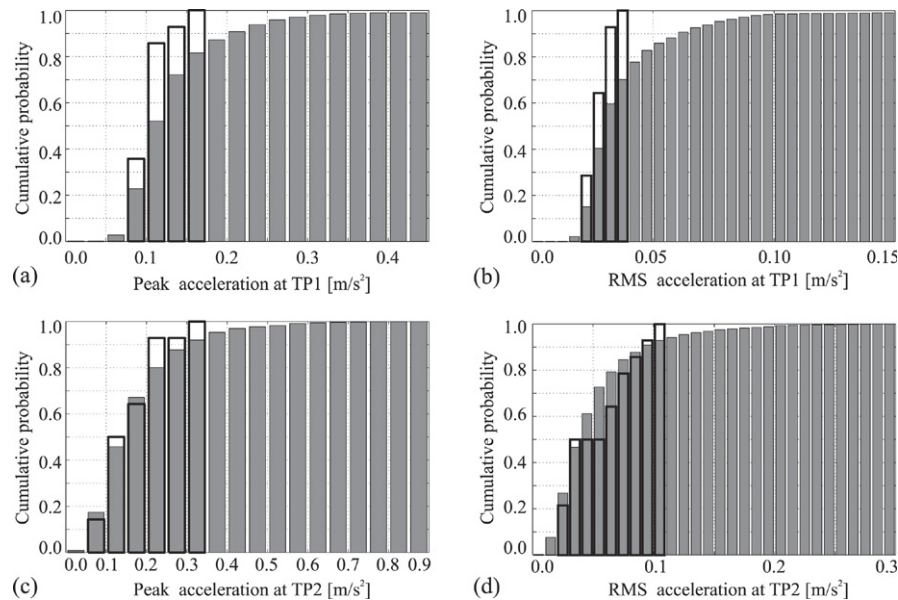 1.0
0.8
0.6
0.4
0.2
0.0
Cumulative probability
0.1 0.2 0.3 0.4
(a) Peak acceleration at TP1 [m/s²]
1.0
0.8
0.6
0.4
0.2
0.0
Cumulative probability
0.0 0.05 0.10 0.15
(b) RMS acceleration at TP1 [m/s²]
1.0
0.8
0.6
0.4
0.2
0.0
Cumulative probability
0.0 0.1 0.2 0.3 0.4 0.5 0.6 0.7 0.8 0.9
(c) Peak acceleration at TP2 [m/s²]
1.0
0.8
0.6
0.4
0.2
0.0
Cumulative probability
0.0 0.1 0.2 0.3
(d) RMS acceleration at TP2 [m/s²]